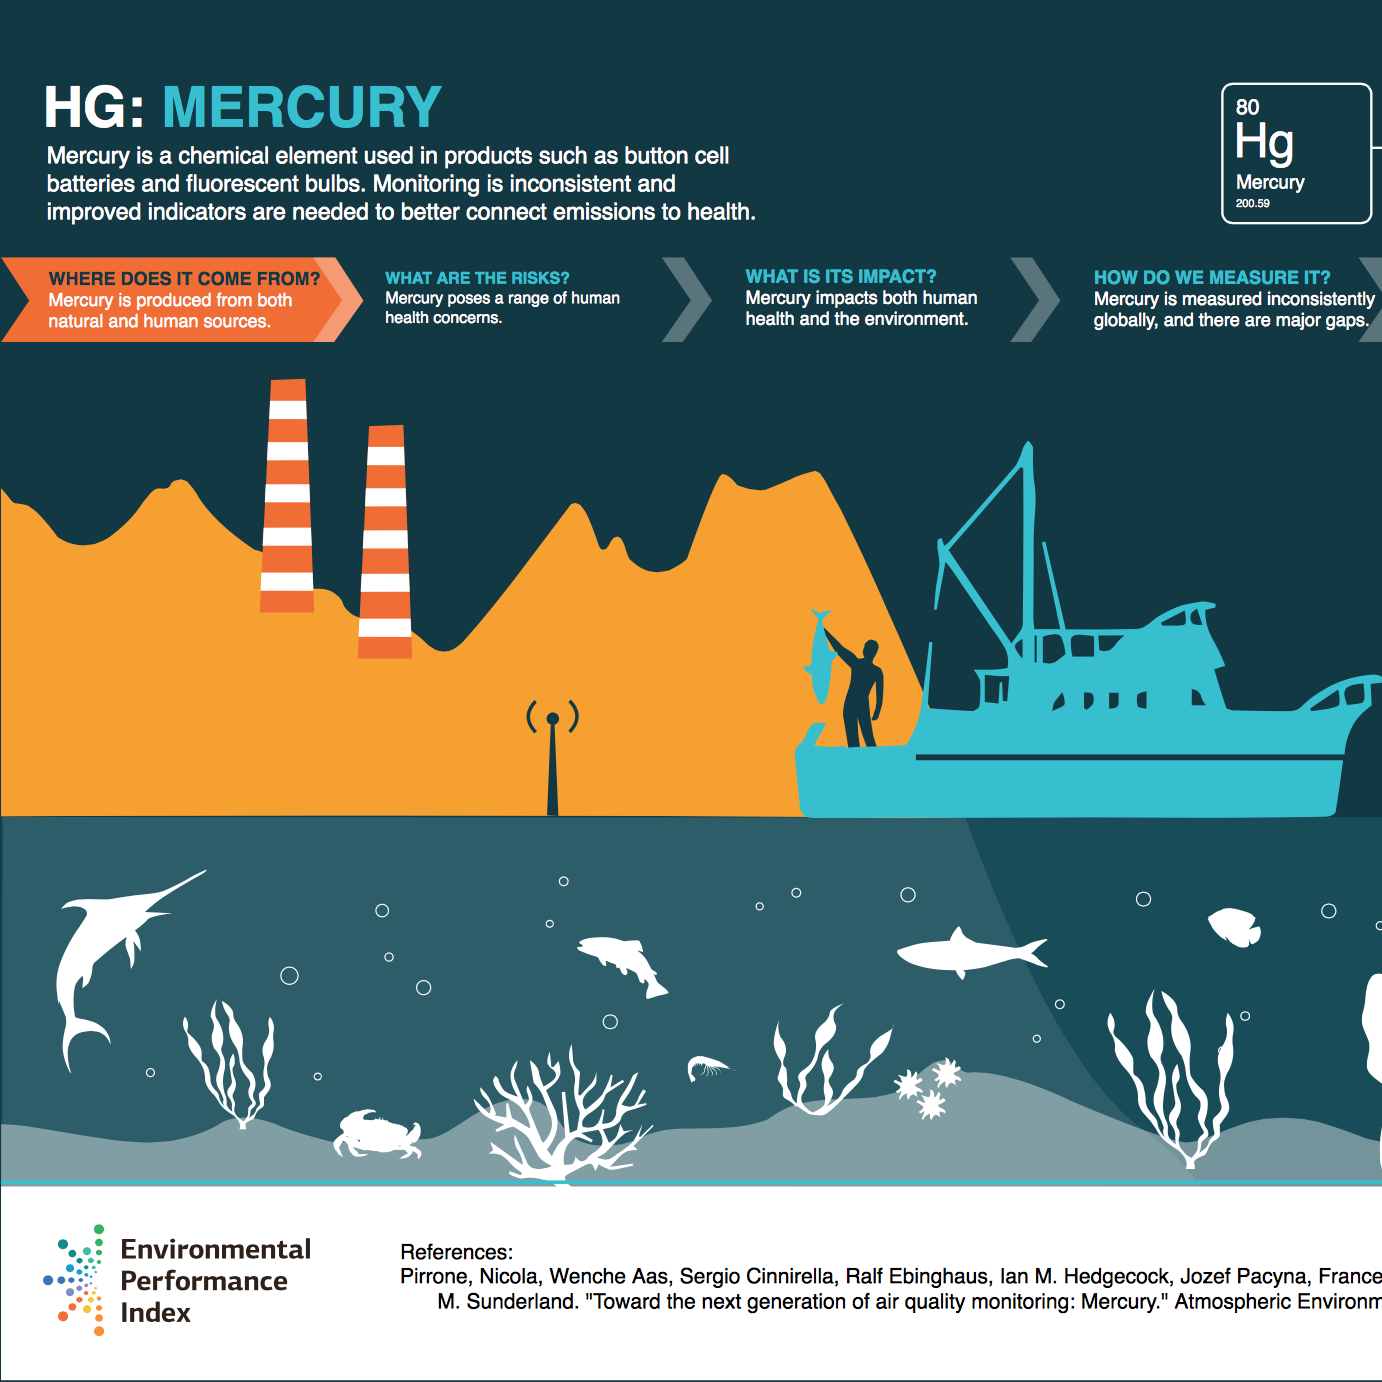 HG: MERCURY
Mercury is a chemical element used in products such as button cell
batteries and fluorescent bulbs. Monitoring is inconsistent and
improved indicators are needed to better connect emissions to health.
80
Hg
Mercury
200.59
WHERE DOES IT COME FROM?
Mercury is produced from both
natural and human sources.
WHAT ARE THE RISKS?
Mercury poses a range of human
health concerns.
WHAT IS ITS IMPACT?
Mercury impacts both human
health and the environment.
HOW DO WE MEASURE IT?
Mercury is measured inconsistently
globally, and there are major gaps.
Environmental
Performance
Index
References:
Pirrone, Nicola, Wenche Aas, Sergio Cinnirella, Ralf Ebinghaus, Ian M. Hedgecock, Jozef Pacyna, France
M. Sunderland. "Toward the next generation of air quality monitoring: Mercury." Atmospheric Environm